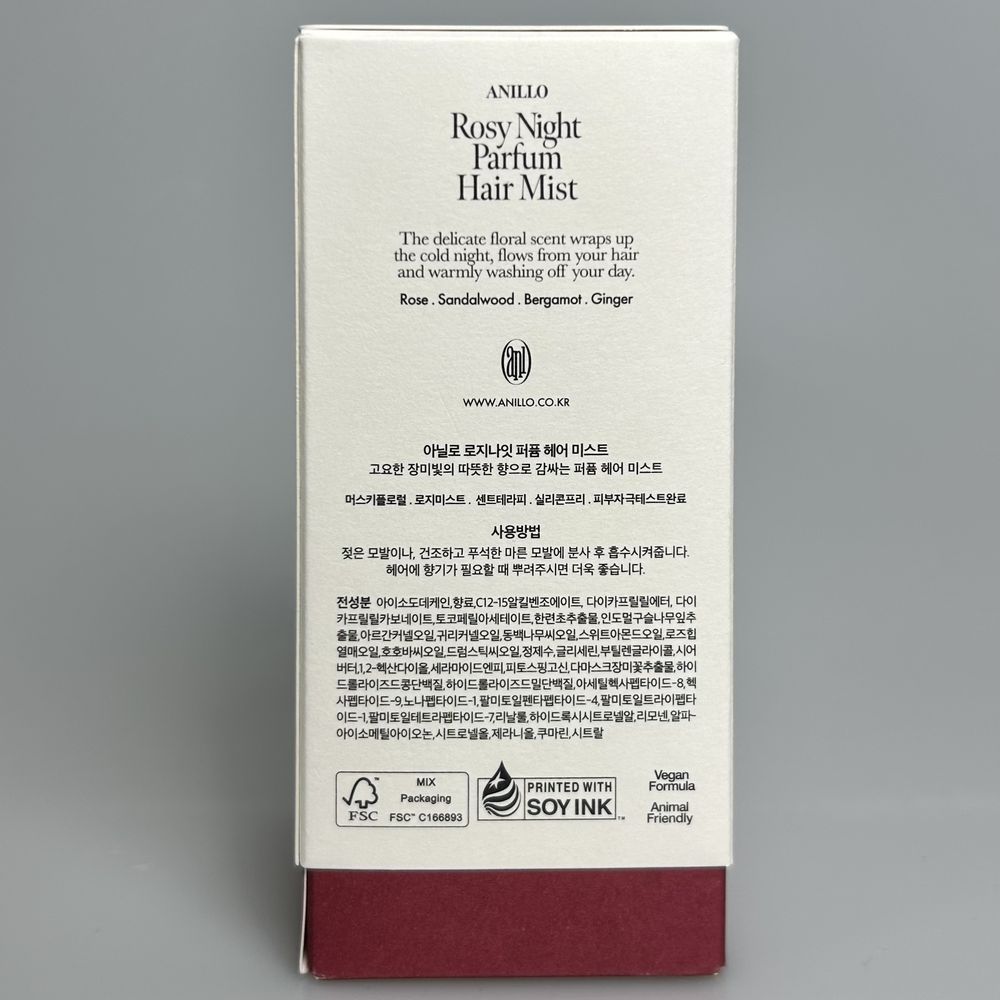 ANILLO
Rosy Night
Parfum
Hair Mist
The delicate floral scent wraps up
the cold night, flows from your hair
and warmly washing off your day.
Rose . Sandalwood . Bergamot . Ginger
anl
WWW.ANILLO.CO.KR
아닐로 로지나잇 퍼퓸 헤어 미스트
고요한 장미빛의 따뜻한 향으로 감싸는 퍼퓸 헤어 미스트
머스키플로럴 . 로지미스트 . 센트테라피 . 실리콘프리 . 피부자극테스트완료
사용방법
젖은 모발이나, 건조하고 푸석한 마른 모발에 분사 후 흡수시켜줍니다.
헤어에 향기가 필요할 때 뿌려주시면 더욱 좋습니다.
전성분 아이소도데케인,향료,C12-15알킬벤조에이트, 다이카프릴릴에터, 다이
카프릴릴카보네이트,토코페릴아세테이트,한련초추출물,인도멀구슬나무잎추
출물,아르간커넬오일,귀리커넬오일,동백나무씨오일,스위트아몬드오일,로즈힙
열매오일,호호바씨오일,드럼스틱씨오일,정제수,글리세린,부틸렌글라이콜,시어
버터,1,2-헥산다이올,세라마이드엔피,피토스핑고신,다마스크장미꽃추출물,하이
드롤라이즈드콩단백질,하이드롤라이즈드밀단백질,아세틸헥사펩타이드-8,헥
사펩타이드-9,노나펩타이드-1,팔미토일펜타펩타이드-4,팔미토일트라이펩타
이드-1,팔미토일테트라펩타이드-7,리날룰,하이드록시시트로넬알,리모넨,알파-
아이소메틸아이오논,시트로넬올,제라니올,쿠마린,시트랄
FSC™
MIX
Packaging
FSC™ C166893
PRINTED WITH
SOY INK™
Vegan
Formula
Animal
Friendly